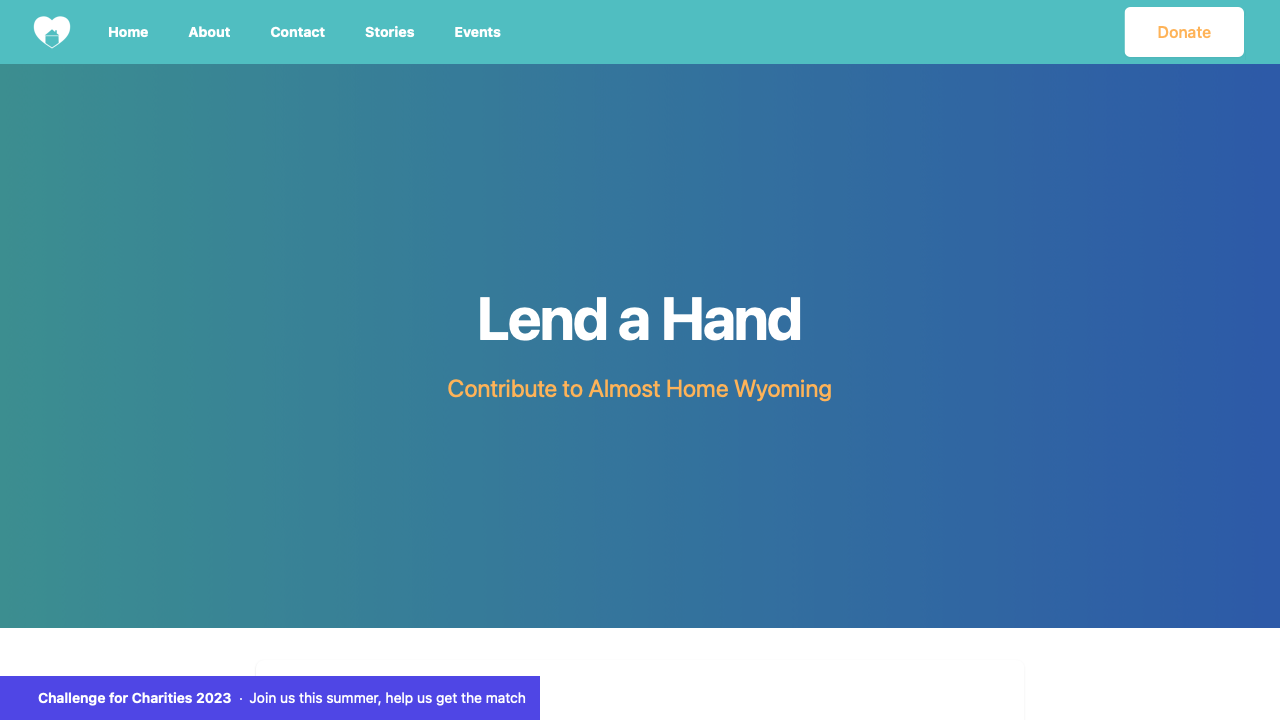 Home
About
Contact
Stories
Events
Donate
Lend a Hand
Contribute to Almost Home Wyoming
Challenge for Charities 2023 · Join us this summer, help us get the match